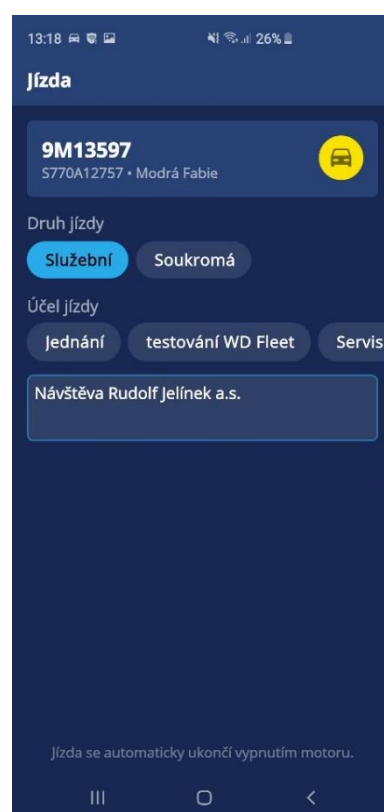 13:18 26%
Jízda
9M13597
S770A12757 • Modrá Fabie
Druh jízdy
Služební Soukromá
Účel jízdy
Jednání testování WD Fleet Servis
Návštěva Rudolf Jelínek a.s.
Jízda se automaticky ukončí vypnutím motoru.